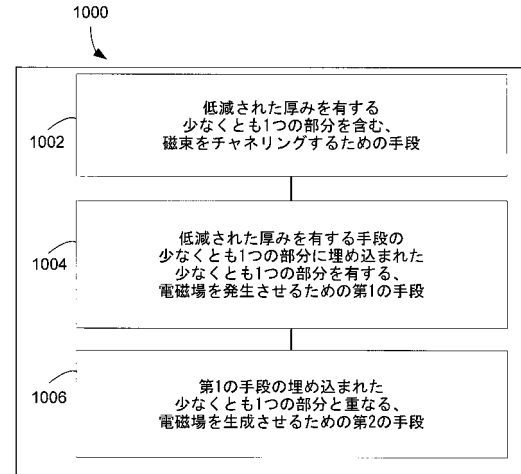 1000
1002
低減された厚みを有する
少なくとも1つの部分を含む、
磁束をチャネリングするための手段
1004
低減された厚みを有する手段の
少なくとも1つの部分に埋め込まれた
少なくとも1つの部分を有する、
電磁場を発生させるための第1の手段
1006
第1の手段の埋め込まれた
少なくとも1つの部分と重なる、
電磁場を生成させるための第2の手段